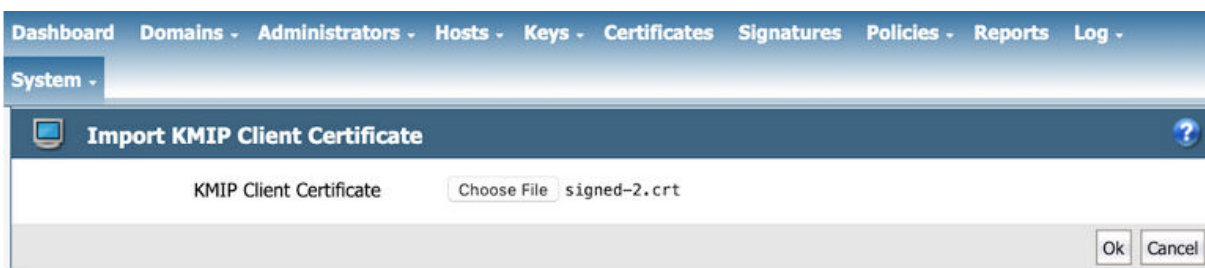 Dashboard Domains - Administrators - Hosts - Keys - Certificates Signatures Policies - Reports Log -
System -
Import KMIP Client Certificate ?
KMIP Client Certificate Choose File signed-2.crt
Ok Cancel